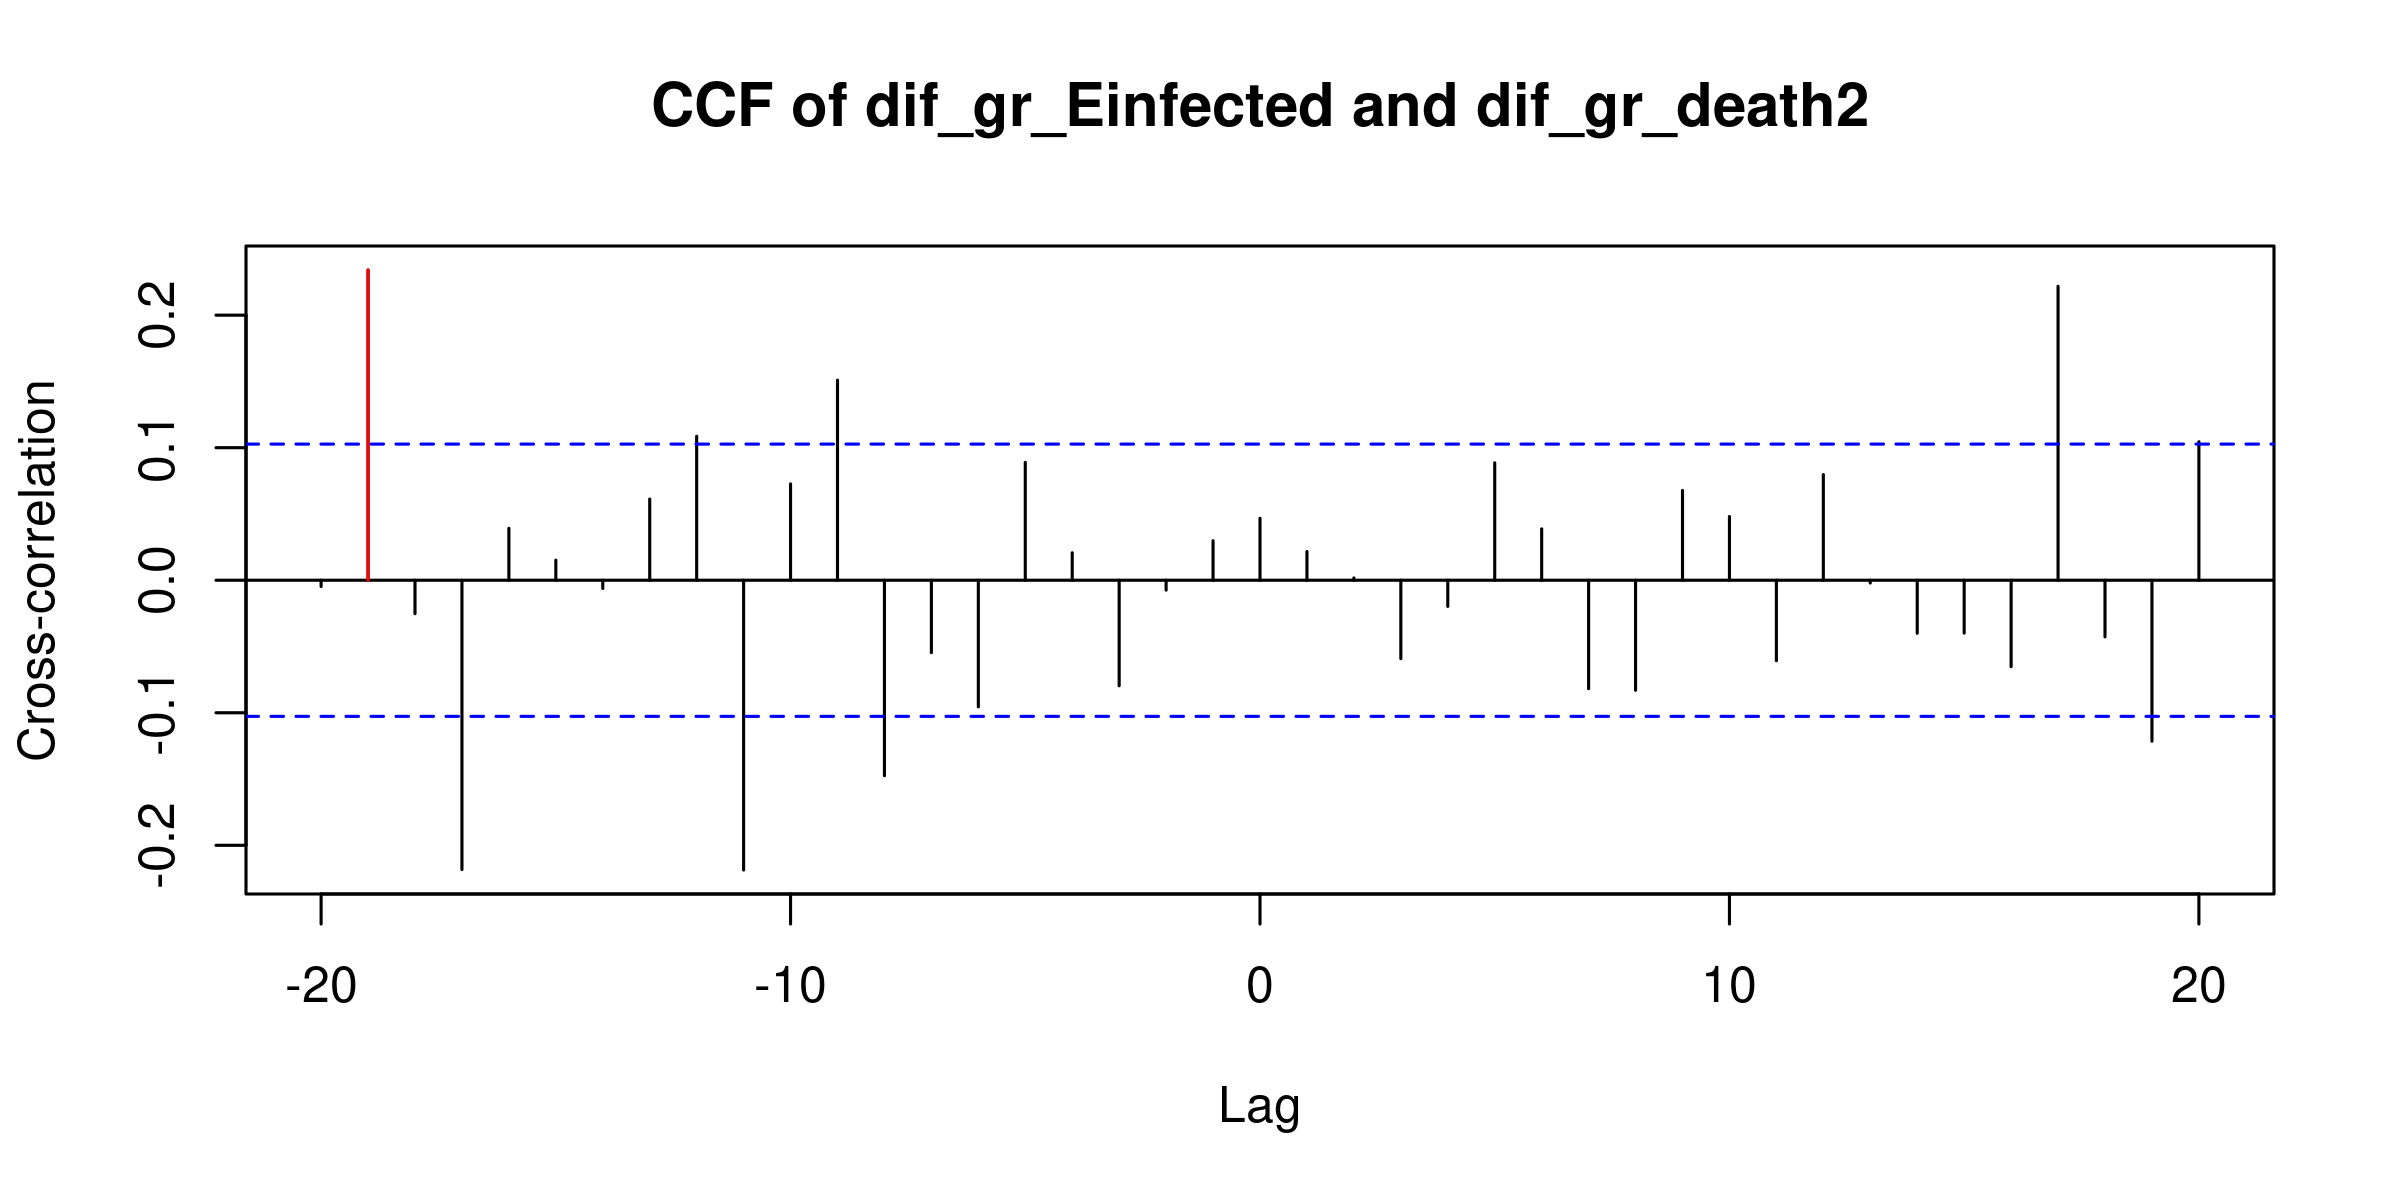 CCF of dif_gr_Einfected and dif_gr_death2
Cross-correlation
0.2
0.1
0.0
-0.1
-0.2
-20 -10 0 10 20
Lag